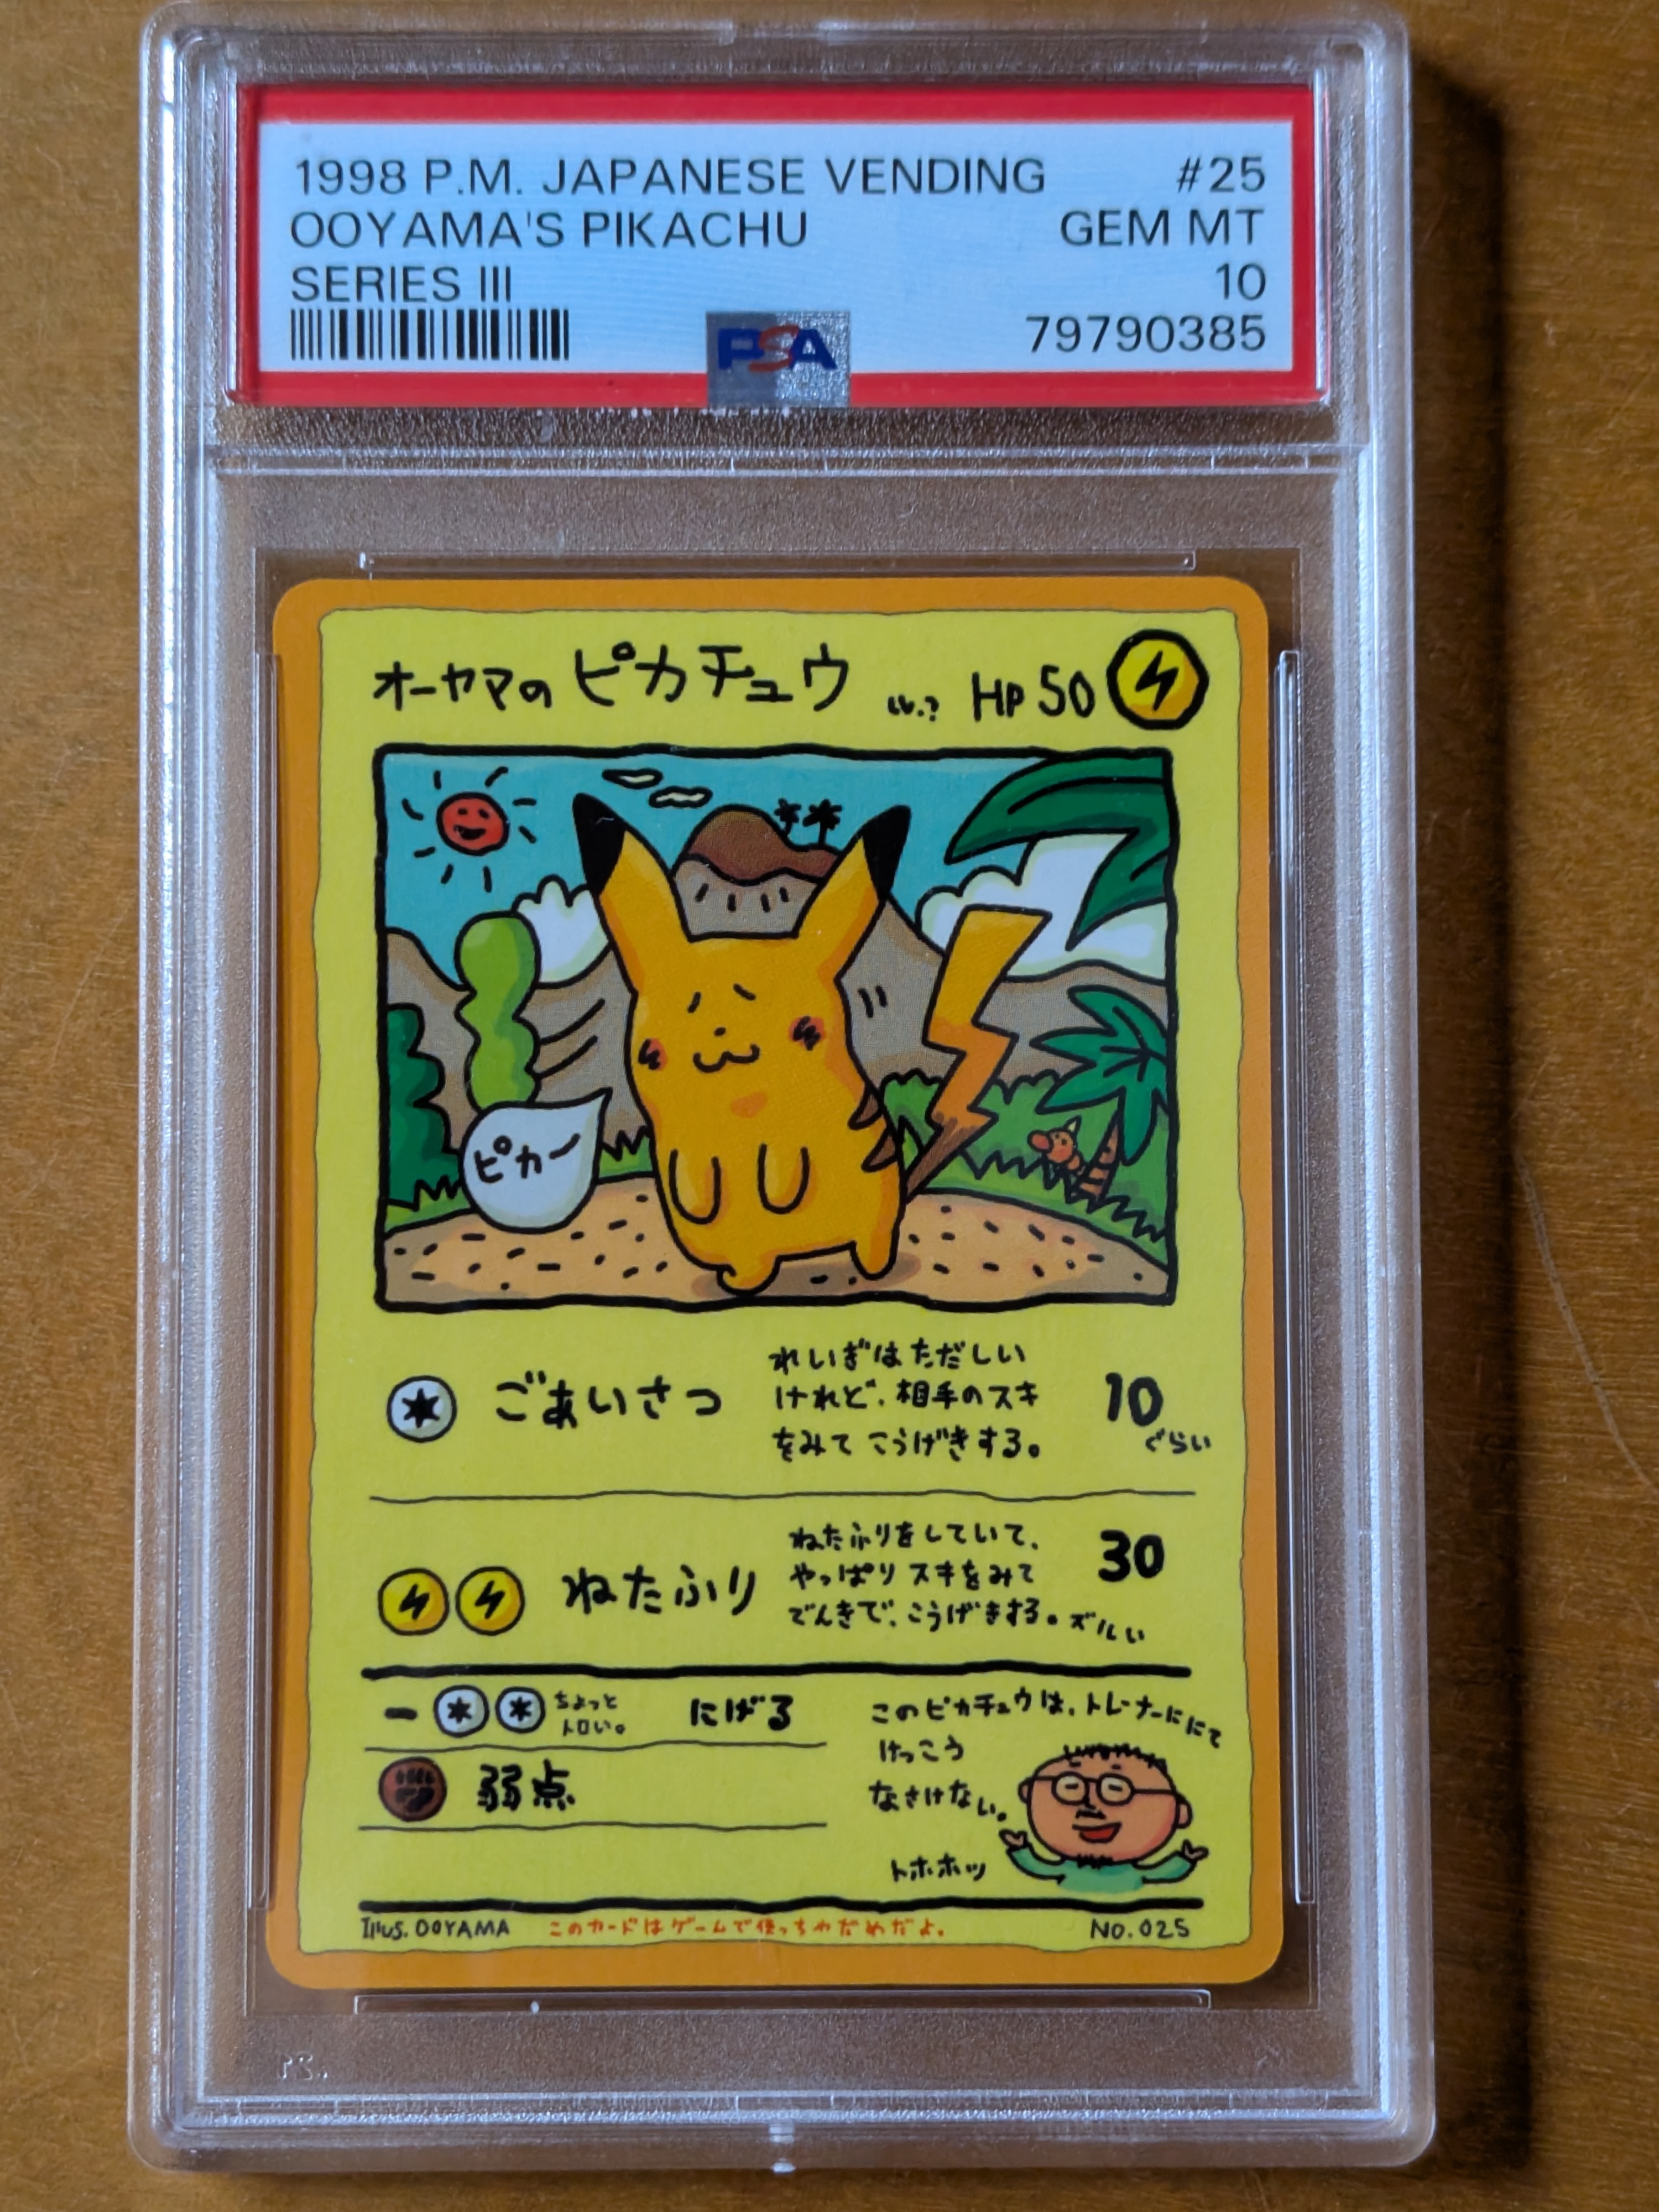 1998 P.M. JAPANESE VENDING #25
OOYAMA'S PIKACHU GEM MT
SERIES III 10
PSA 79790385
オーヤマの ピカチュウ LV.? HP 50
ピカー
ごあいさつ
れいぎはただしい
けれど、相手のスキ
をみて こうげきする。
10
ぐらい
ねたふり
ねたふりをしていて、
やっぱり スキをみて
でんきで、こうげきする。ズルい
30
ー ちょっと
トロい。
にげる
弱点
このピカチュウは、トレーナーににて
けっこう
なさけない。
トホホッ
Illus. OOYAMA このカードはゲームで使っちゃだめだよ. NO.025